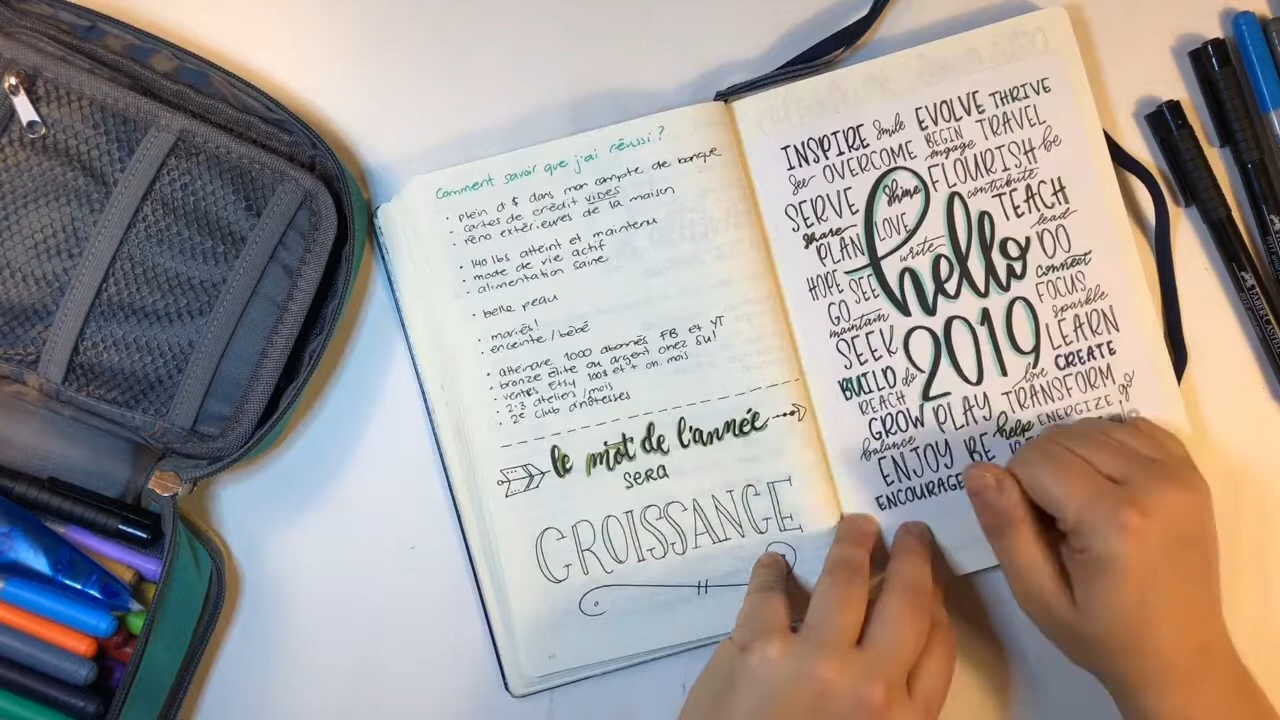 Comment savoir que j'ai réussi ?
• plein d $ dans mon compte de banque
• cartes de crédit vides
• réno extérieures de la maison
• 140 lbs atteint et maintenu
• mode de vie actif
• alimentation saine
• belle peau
• mariés!
• enceinte/bébé
• atteindre 1000 abonnés FB et YT
• bronze élite ou argent chez SU!
• ventes Etsy 100$ et + par mois
• 2-3 ateliers/mois
• 2e club d'hôtesses
le mot de l'année
sera
CROISSANCE
EVOLVE THRIVE
INSPIRE Smile BEGIN TRAVEL
See OVERCOME engage
FLOURISH be
SERVE Shine contribute TEACH
Share LOVE lead
PLAN write DO
hello
HOPE SEE connect
GO FOCUS
maintain sparkle
2019
SEEK LEARN
BUILD do love CREATE
REACH TRANSFORM go
GROW PLAY
balance help ENERGIZE
ENJOY BE
ENCOURAGE
PITT
FABER-CASTELL